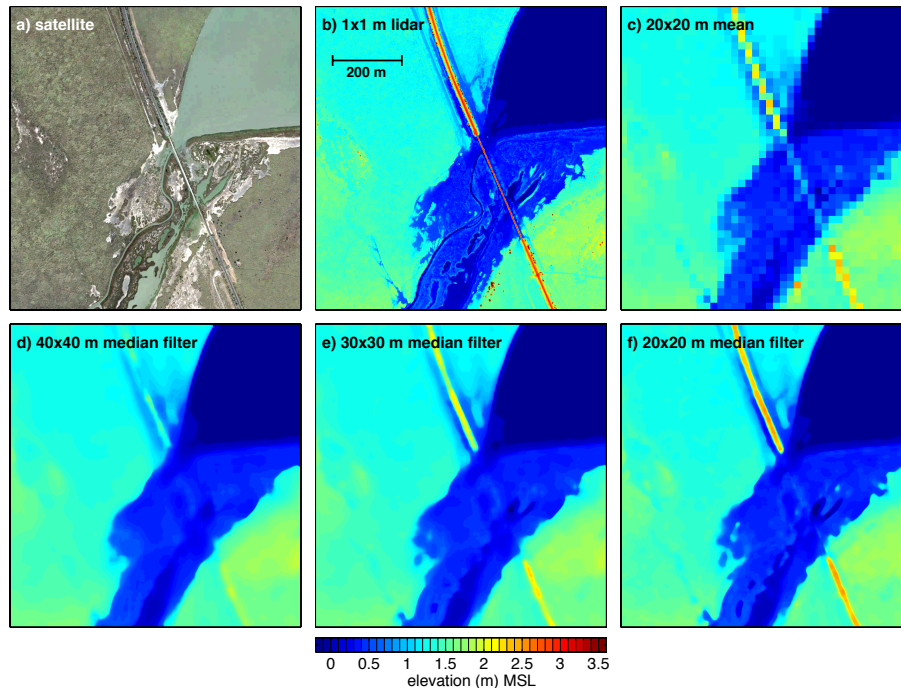 a) satellite
b) 1x1 m lidar
c) 20x20 m mean
200 m
d) 40x40 m median filter
e) 30x30 m median filter
f) 20x20 m median filter
0 0.5 1 1.5 2 2.5 3 3.5
elevation (m) MSL